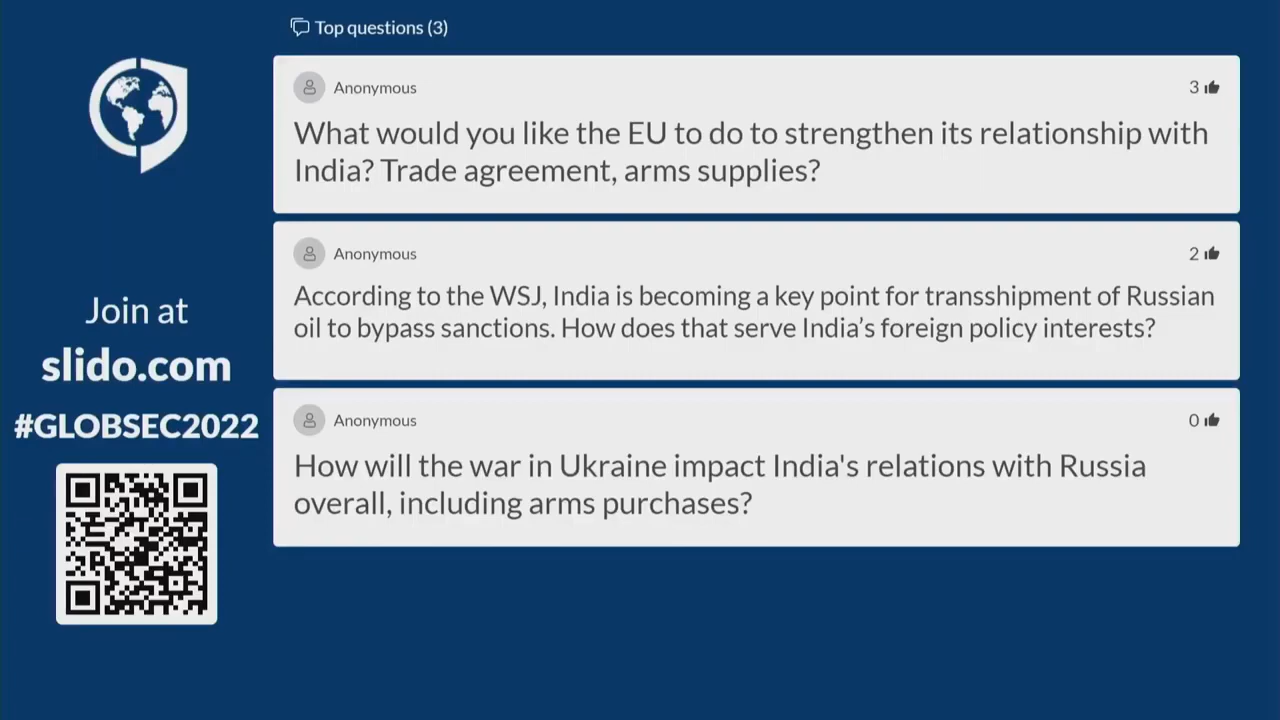 Top questions (3)
Anonymous
3
What would you like the EU to do to strengthen its relationship with
India? Trade agreement, arms supplies?
Anonymous
2
According to the WSJ, India is becoming a key point for transshipment of Russian
oil to bypass sanctions. How does that serve India’s foreign policy interests?
Anonymous
0
How will the war in Ukraine impact India's relations with Russia
overall, including arms purchases?
Join at
slido.com
#GLOBSEC2022